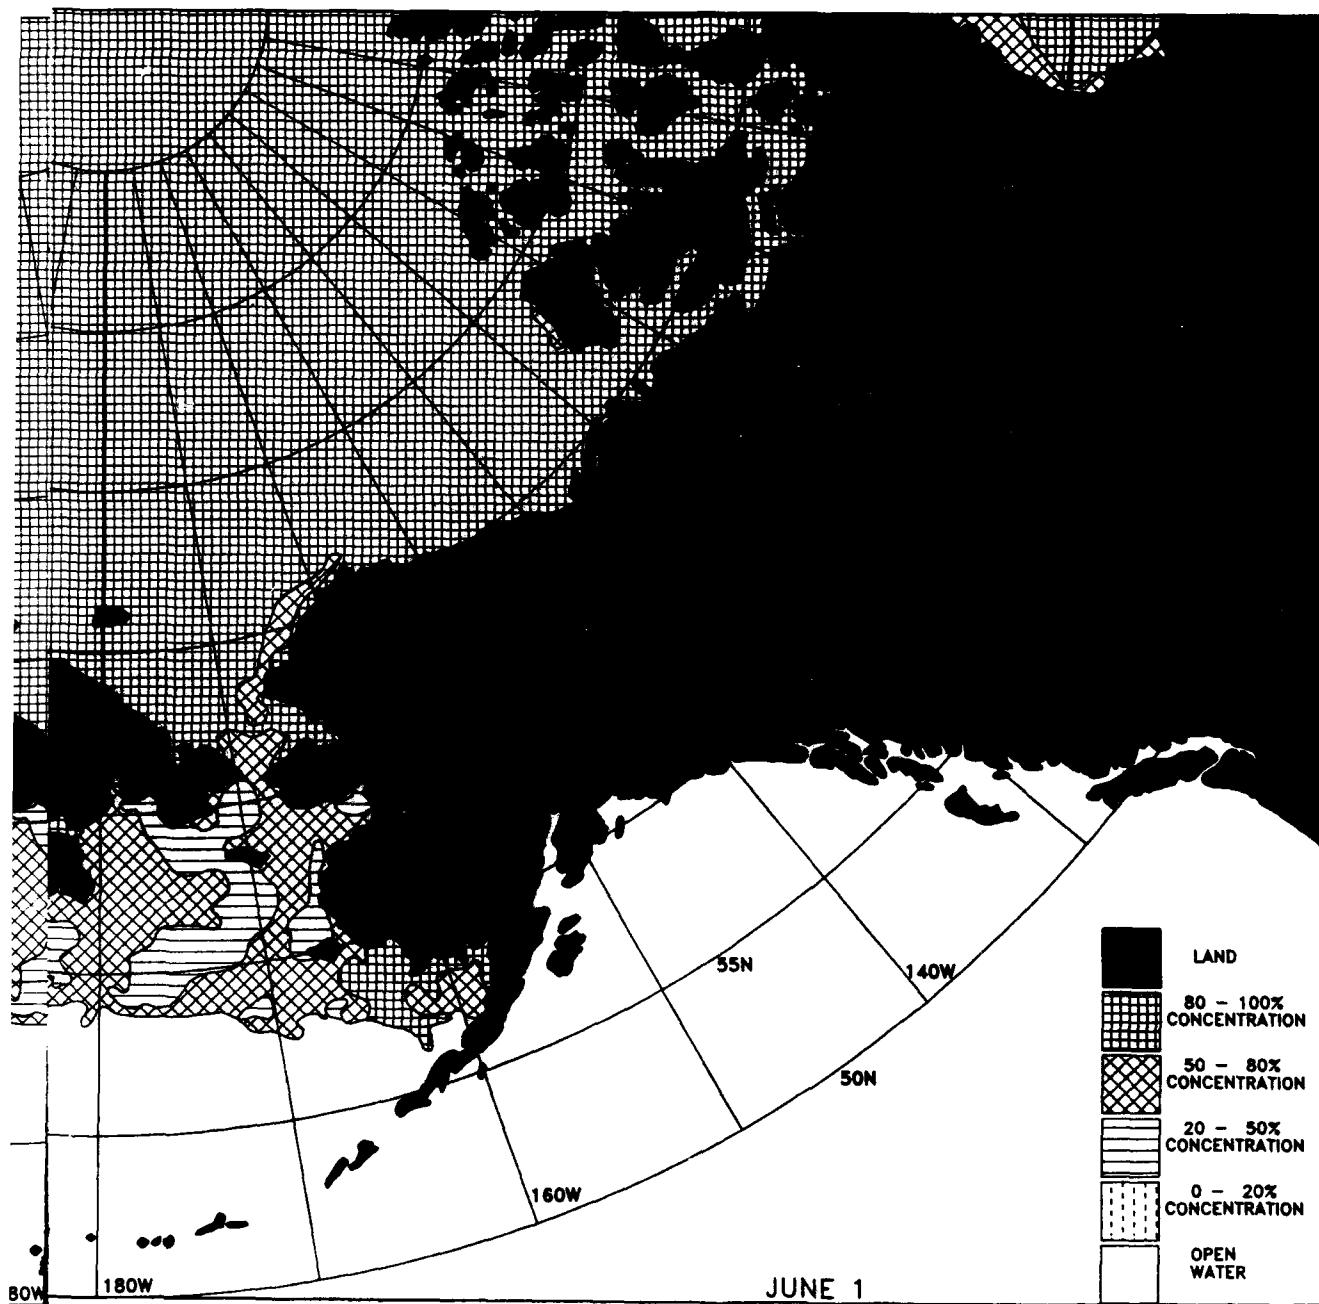 LAND
80 - 100%
CONCENTRATION
50 - 80%
CONCENTRATION
20 - 50%
CONCENTRATION
0 - 20%
CONCENTRATION
OPEN
WATER
55N
140W
50N
160W
80W
180W
JUNE 1